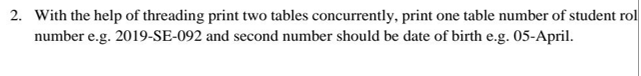 2. With the help of threading print two tables concurrently, print one table number of student rol
number e.g. 2019-SE-092 and second number should be date of birth e.g. 05-April.